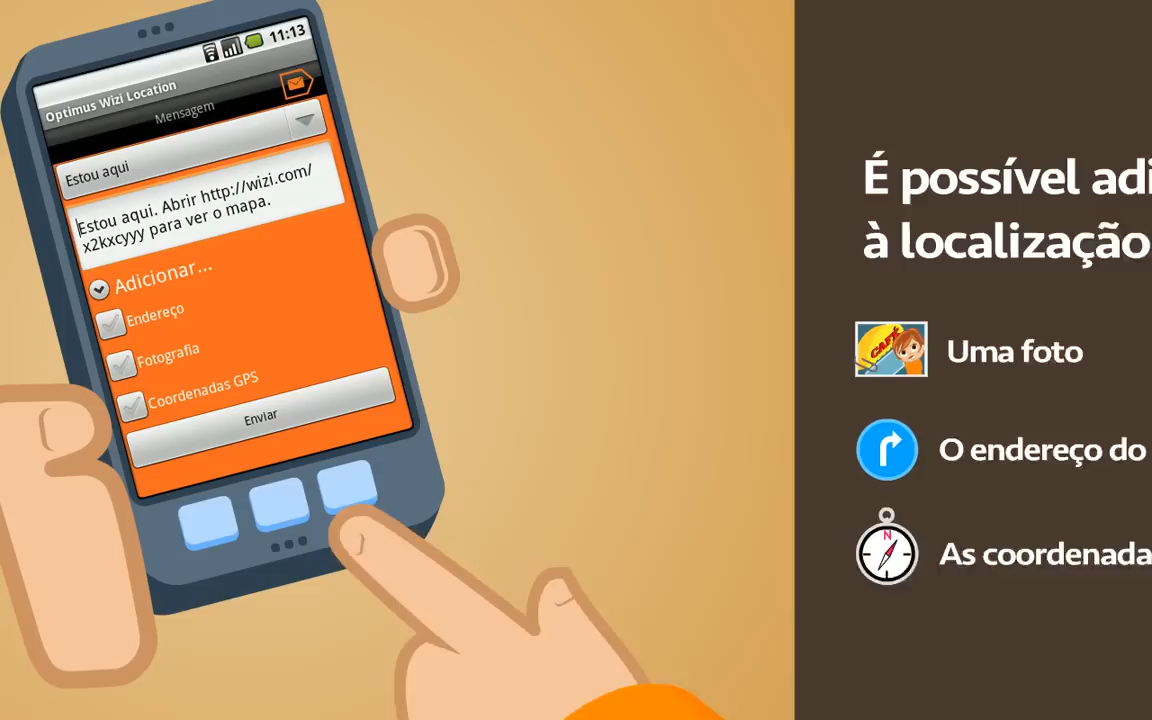 11:13
Optimus Wizi Location
Mensagem
Estou aqui
Estou aqui. Abrir http://wizi.com/
x2kxcyyy para ver o mapa.
Adicionar...
Endereço
Fotografia
Coordenadas GPS
Enviar
É possível adi
à localização
CAFÉ
Uma foto
O endereço do
N
As coordenada